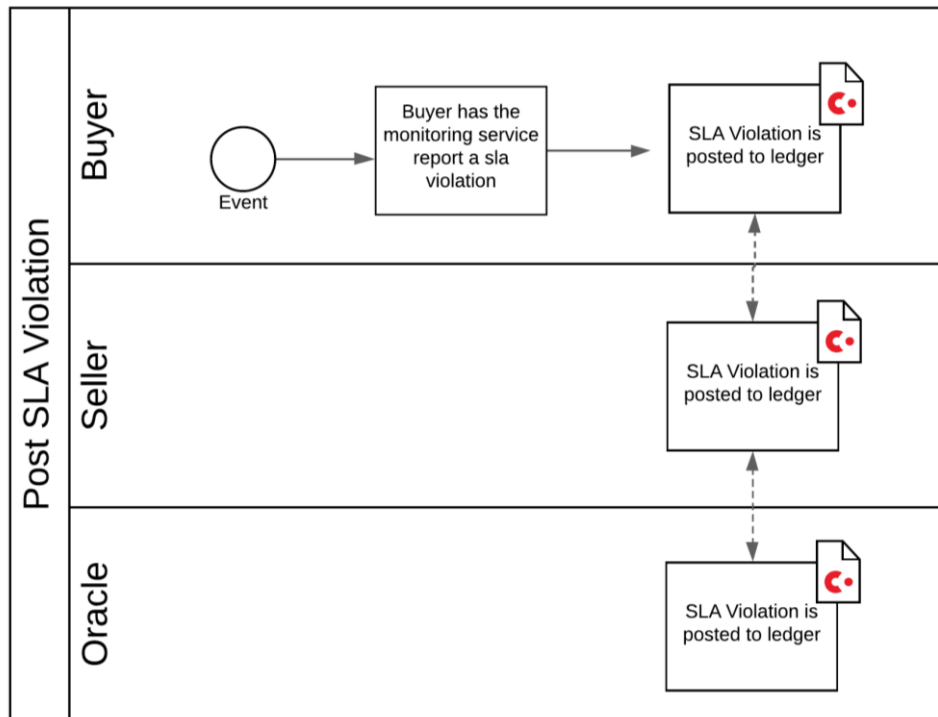 Post SLA Violation
Buyer
Event
Buyer has the
monitoring service
report a sla
violation
SLA Violation is
posted to ledger
Seller
SLA Violation is
posted to ledger
Oracle
SLA Violation is
posted to ledger